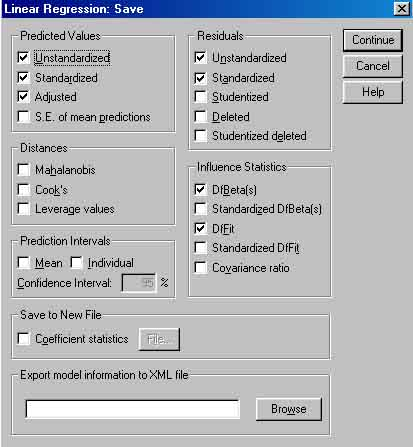 Linear Regression: Save
Predicted Values
Unstandardized
Standardized
Adjusted
S.E. of mean predictions
Distances
Mahalanobis
Cook's
Leverage values
Prediction Intervals
Mean Individual
Confidence Interval: 95 %
Residuals
Unstandardized
Standardized
Studentized
Deleted
Studentized deleted
Influence Statistics
DfBeta(s)
Standardized DfBeta(s)
DfFit
Standardized DfFit
Covariance ratio
Continue
Cancel
Help
Save to New File
Coefficient statistics File...
Export model information to XML file
Browse